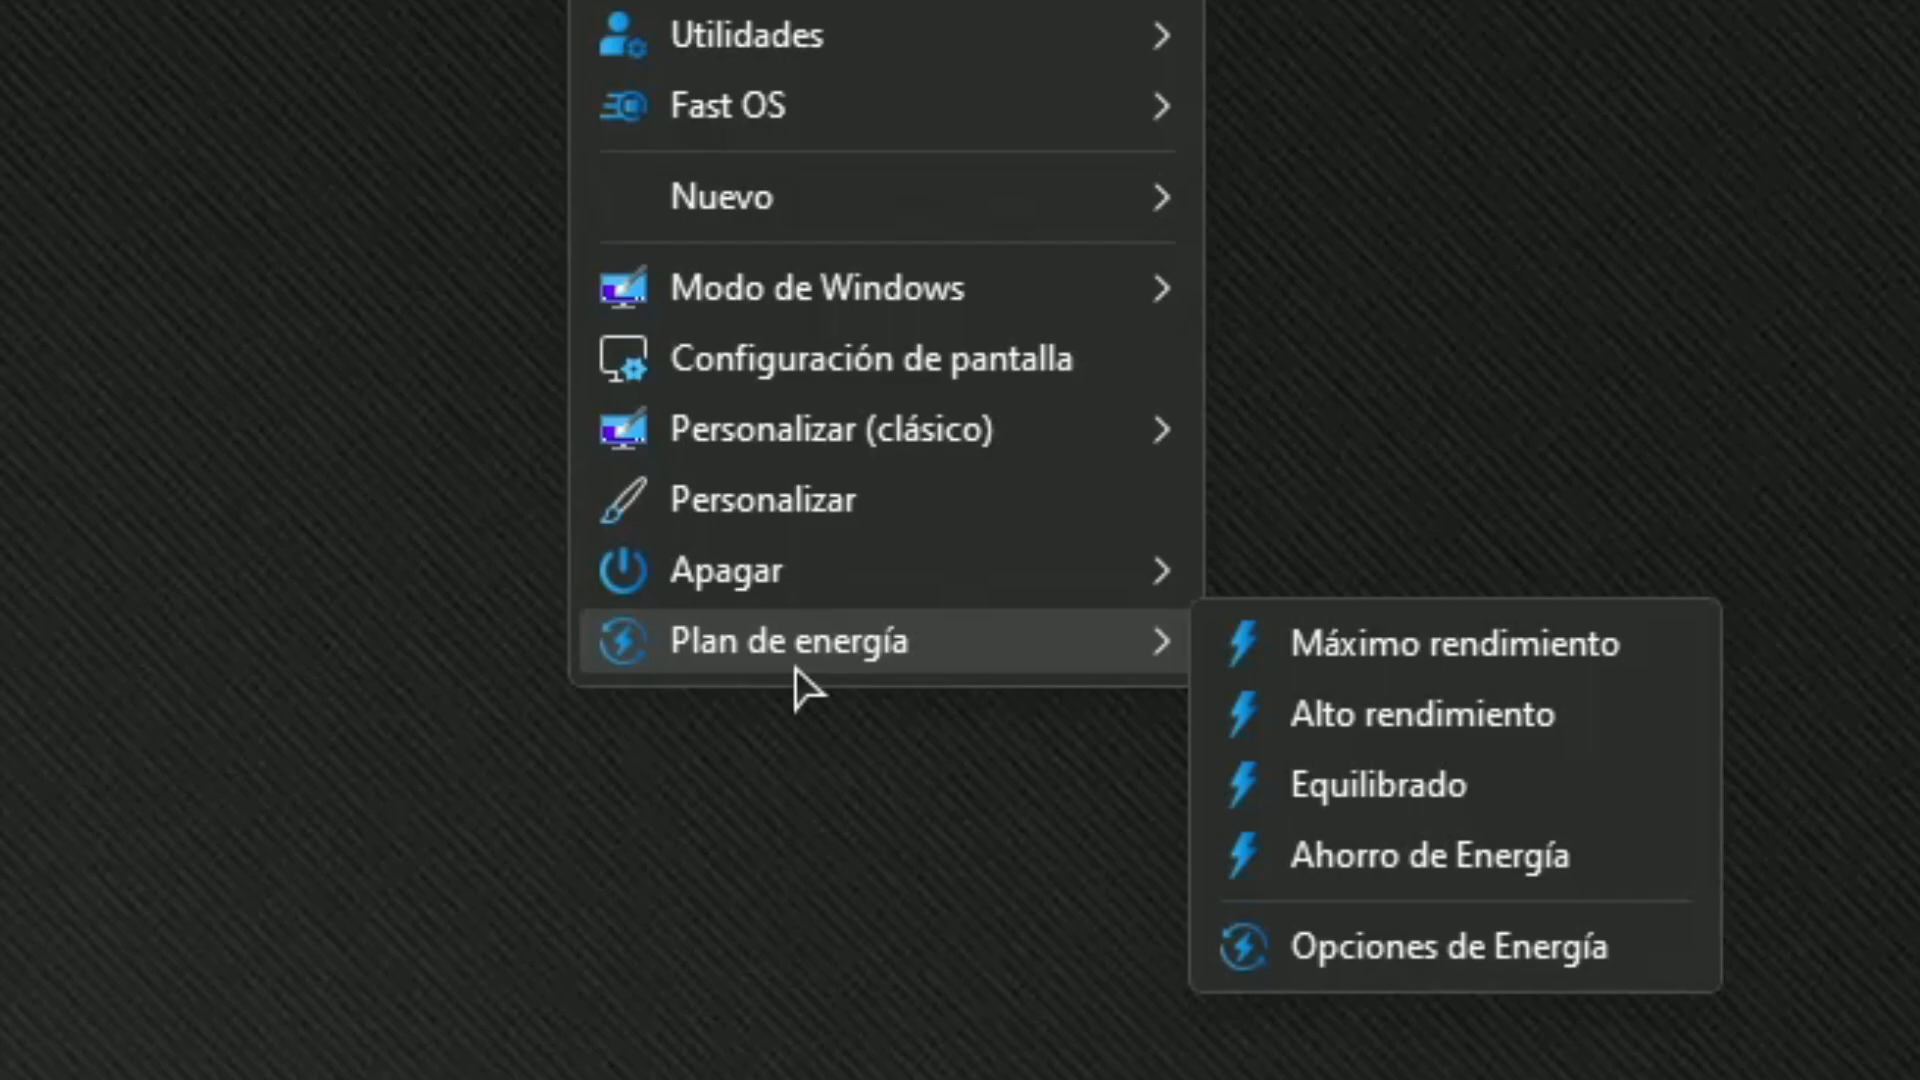 Utilidades
Fast OS
Nuevo
Modo de Windows
Configuración de pantalla
Personalizar (clásico)
Personalizar
Apagar
Plan de energía
Máximo rendimiento
Alto rendimiento
Equilibrado
Ahorro de Energía
Opciones de Energía